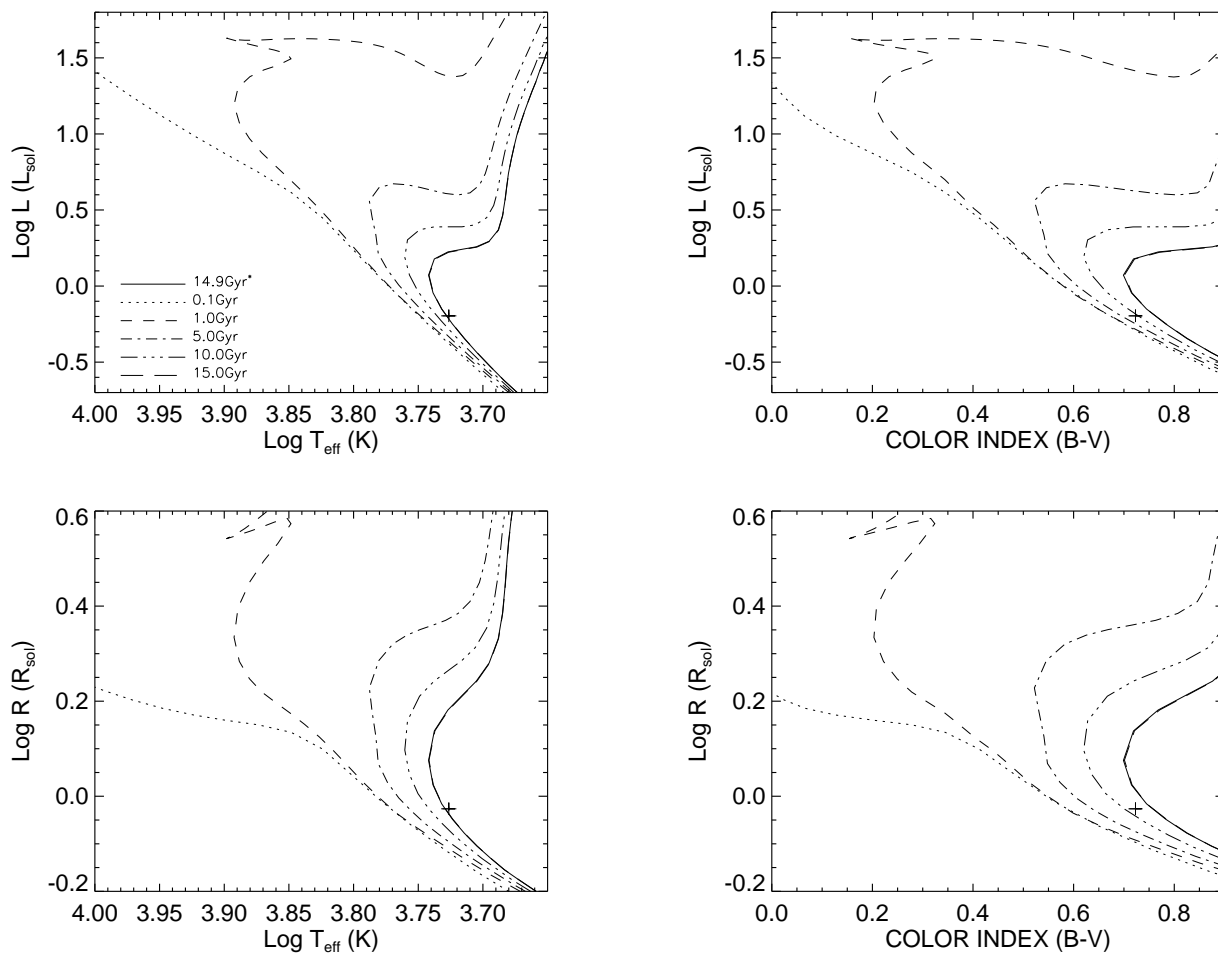 1.5
1.0
0.5
0.0
-0.5
Log L (L_sol)
14.9Gyr*
0.1Gyr
1.0Gyr
5.0Gyr
10.0Gyr
15.0Gyr
4.00 3.95 3.90 3.85 3.80 3.75 3.70
Log T_eff (K)
1.5
1.0
0.5
0.0
-0.5
Log L (L_sol)
0.0 0.2 0.4 0.6 0.8
COLOR INDEX (B-V)
0.6
0.4
0.2
0.0
-0.2
Log R (R_sol)
4.00 3.95 3.90 3.85 3.80 3.75 3.70
Log T_eff (K)
0.6
0.4
0.2
0.0
-0.2
Log R (R_sol)
0.0 0.2 0.4 0.6 0.8
COLOR INDEX (B-V)